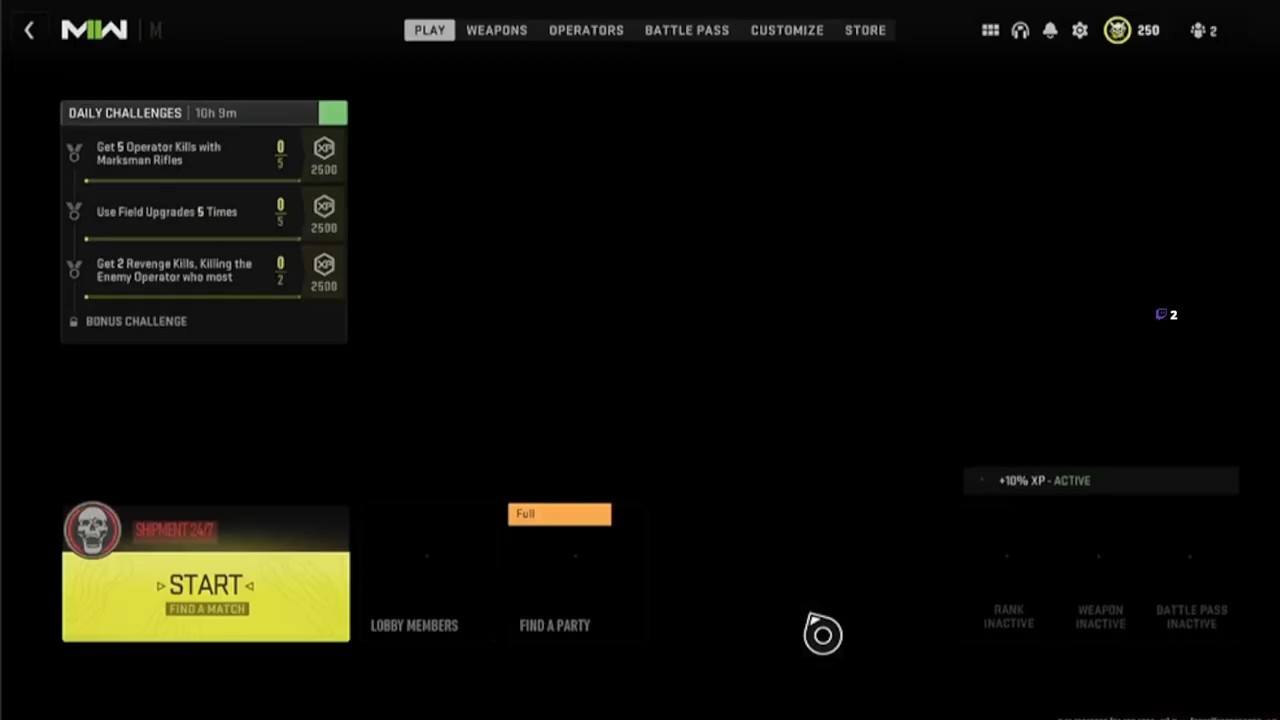 MW
M
PLAY WEAPONS OPERATORS BATTLE PASS CUSTOMIZE STORE
250
2
DAILY CHALLENGES | 10h 9m
Get 5 Operator Kills with
Marksman Rifles
0
5
XP
2500
Use Field Upgrades 5 Times
0
5
XP
2500
Get 2 Revenge Kills, Killing the
Enemy Operator who most
0
2
XP
2500
BONUS CHALLENGE
2
+10% XP - ACTIVE
SHIPMENT 24/7
START
FIND A MATCH
LOBBY MEMBERS
Full
FIND A PARTY
RANK
INACTIVE
WEAPON
INACTIVE
BATTLE PASS
INACTIVE